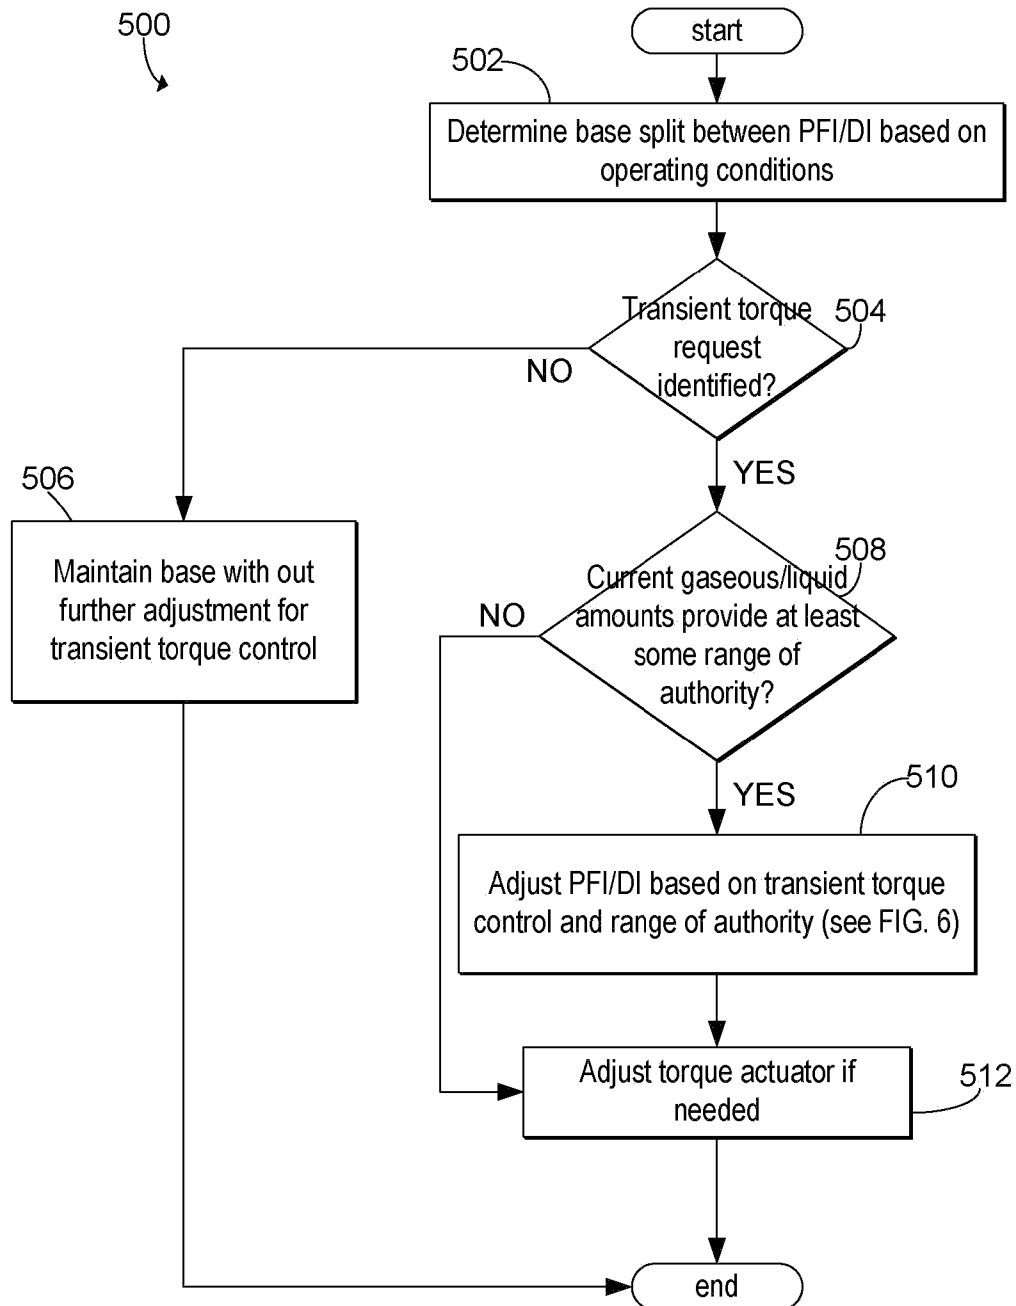 500
start
502
Determine base split between PFI/DI based on
operating conditions
Transient torque
request
identified?
504
NO
YES
506
Maintain base with out
further adjustment for
transient torque control
508
Current gaseous/liquid
amounts provide at least
some range of
authority?
NO
YES
510
Adjust PFI/DI based on transient torque
control and range of authority (see FIG. 6)
Adjust torque actuator if
needed
512
end